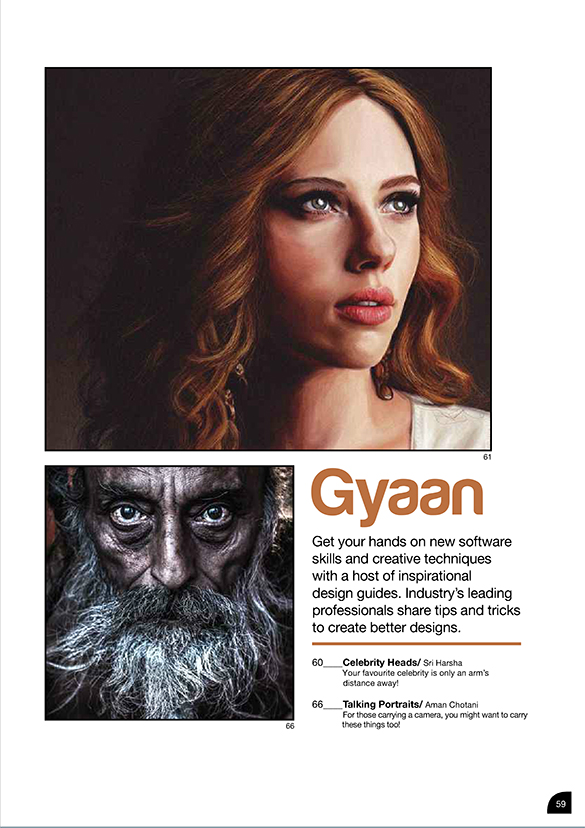 61
Gyaan
Get your hands on new software
skills and creative techniques
with a host of inspirational
design guides. Industry's leading
professionals share tips and tricks
to create better designs.
60____Celebrity Heads/ Sri Harsha
Your favourite celebrity is only an arm's
distance away!
66____Talking Portraits/ Aman Chotani
For those carrying a camera, you might want to carry
these things too!
66
59